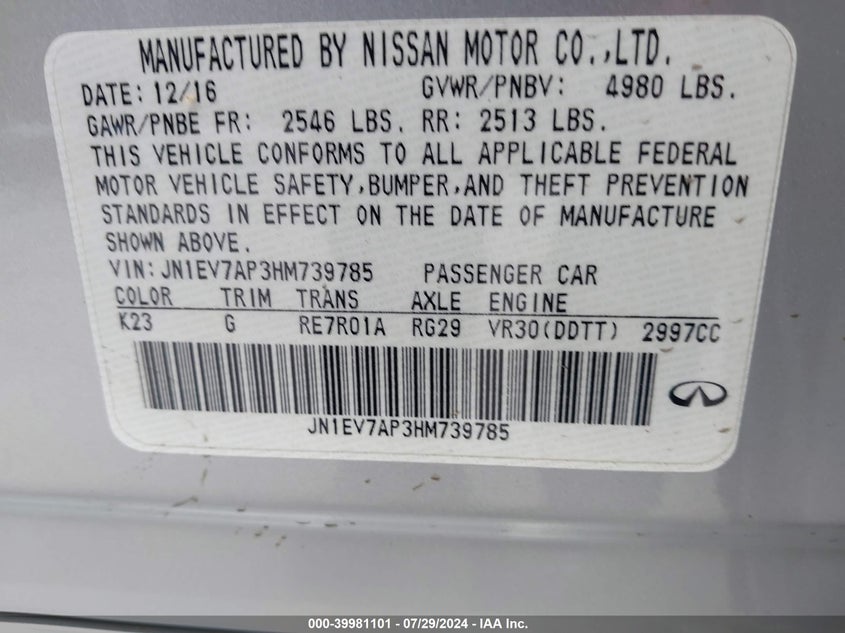 MANUFACTURED BY NISSAN MOTOR CO.,LTD.
DATE: 12/16 GVWR/PNBV: 4980 LBS.
GAWR/PNBE FR: 2546 LBS. RR: 2513 LBS.
THIS VEHICLE CONFORMS TO ALL APPLICABLE FEDERAL
MOTOR VEHICLE SAFETY,BUMPER,AND THEFT PREVENTION
STANDARDS IN EFFECT ON THE DATE OF MANUFACTURE
SHOWN ABOVE.
VIN:JN1EV7AP3HM739785 PASSENGER CAR
COLOR TRIM TRANS AXLE ENGINE
K23 G RE7R01A RG29 VR30(DDTT) 2997CC
JN1EV7AP3HM739785
000-39981101 - 07/29/2024 - IAA Inc.